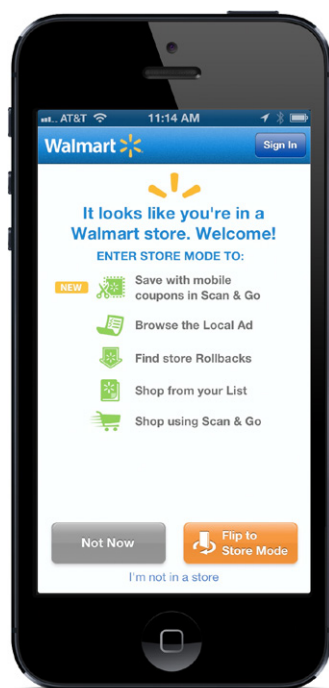 AT&T 11:14 AM
Walmart Sign In
It looks like you're in a
Walmart store. Welcome!
ENTER STORE MODE TO:
NEW Save with mobile
coupons in Scan & Go
Browse the Local Ad
Find store Rollbacks
Shop from your List
Shop using Scan & Go
Not Now
Flip to
Store Mode
I'm not in a store